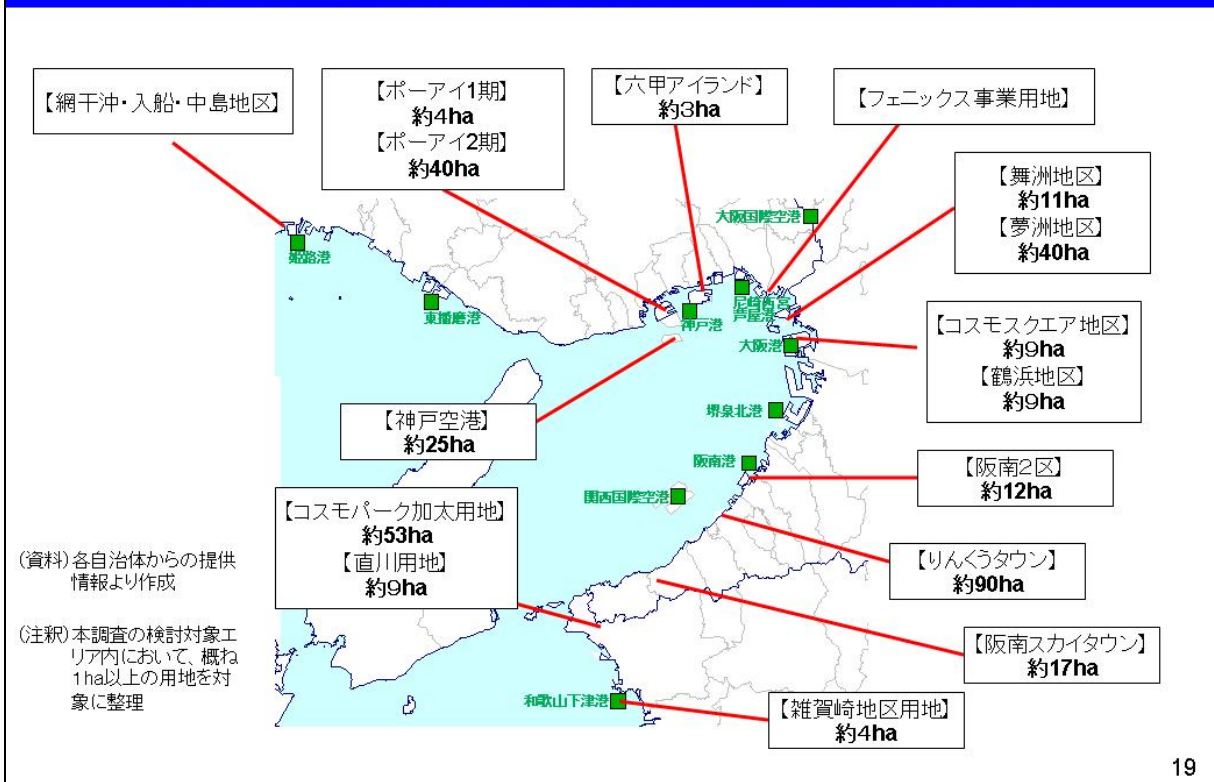 【網干沖・入船・中島地区】
【ポーアイ1期】
約4ha
【ポーアイ2期】
約40ha
【六甲アイランド】
約3ha
【フェニックス事業用地】
【舞洲地区】
約11ha
【夢洲地区】
約40ha
大阪国際空港
姫路港
東播磨港
神戸港
尼崎西宮
芦屋港
大阪港
【コスモスクエア地区】
約9ha
【鶴浜地区】
約9ha
【神戸空港】
約25ha
堺泉北港
阪南港
【阪南2区】
約12ha
関西国際空港
【コスモパーク加太用地】
約53ha
【直川用地】
約9ha
【りんくうタウン】
約90ha
(資料)各自治体からの提供
情報より作成
(注釈)本調査の検討対象エ
リア内において、概ね
1ha以上の用地を対
象に整理
【阪南スカイタウン】
約17ha
和歌山下津港
【雑賀崎地区用地】
約4ha
19